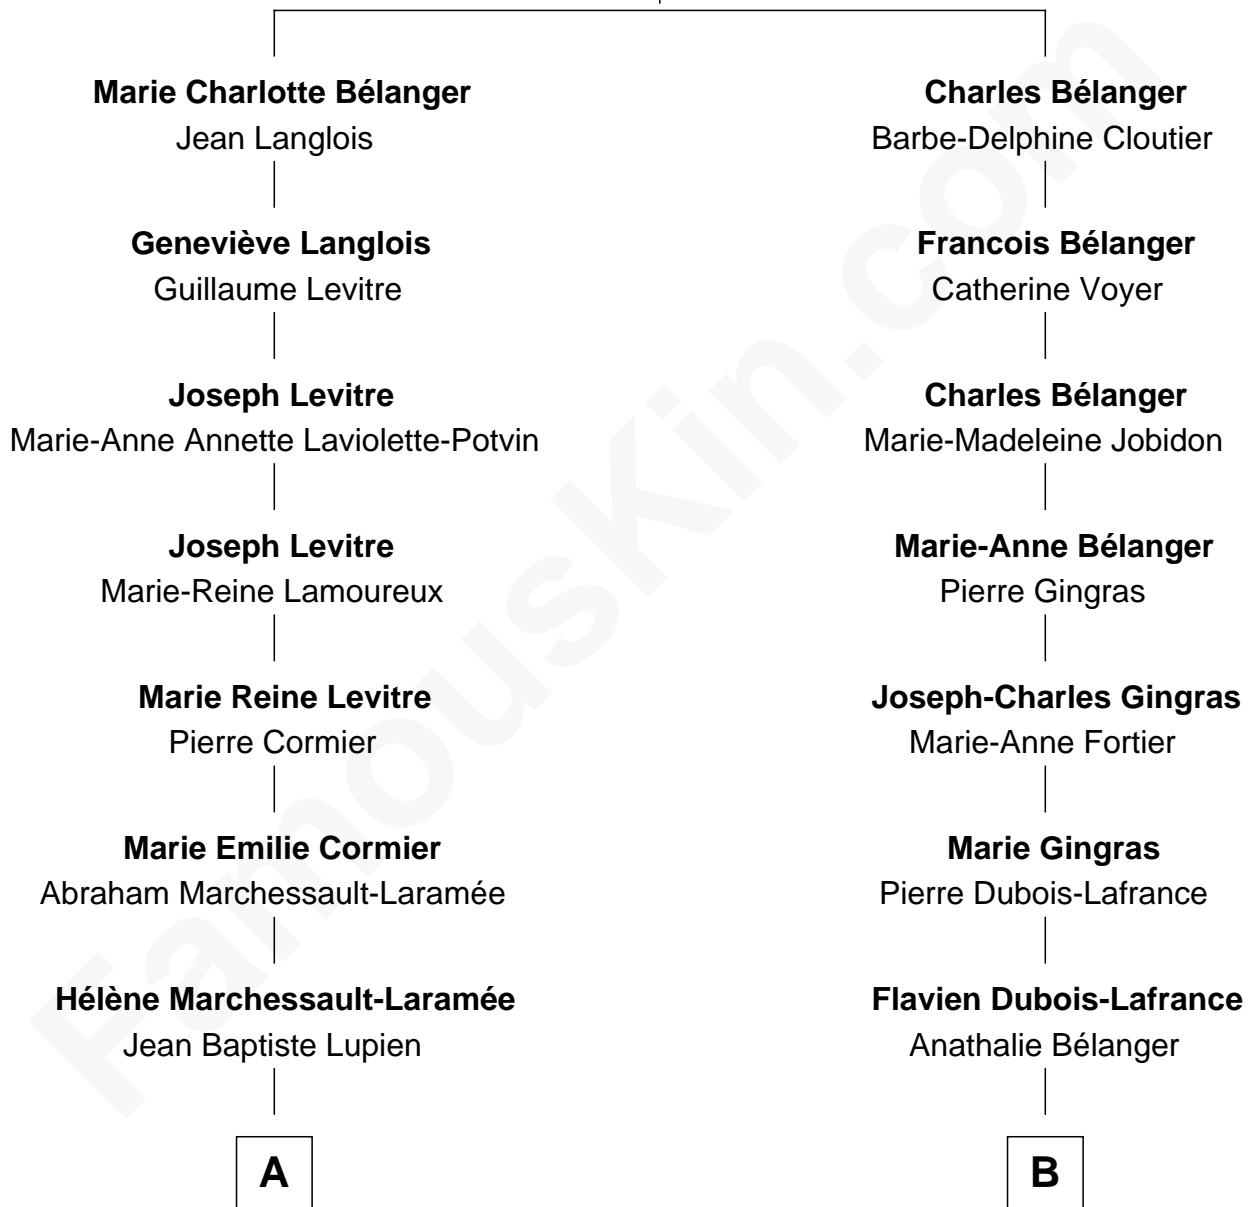 Marie Charlotte Bélanger
Jean Langlois
Geneviève Langlois
Guillaume Levitre
Joseph Levitre
Marie-Anne Annette Laviolette-Potvin
Joseph Levitre
Marie-Reine Lamoureux
Marie Reine Levitre
Pierre Cormier
Marie Emilie Cormier
Abraham Marchessault-Laramée
Hélène Marchessault-Laramée
Jean Baptiste Lupien
A
Charles Bélanger
Barbe-Delphine Cloutier
Francois Bélanger
Catherine Voyer
Charles Bélanger
Marie-Madeleine Jobidon
Marie-Anne Bélanger
Pierre Gingras
Joseph-Charles Gingras
Marie-Anne Fortier
Marie Gingras
Pierre Dubois-Lafrance
Flavien Dubois-Lafrance
Anathalie Bélanger
B
FamousKin.com